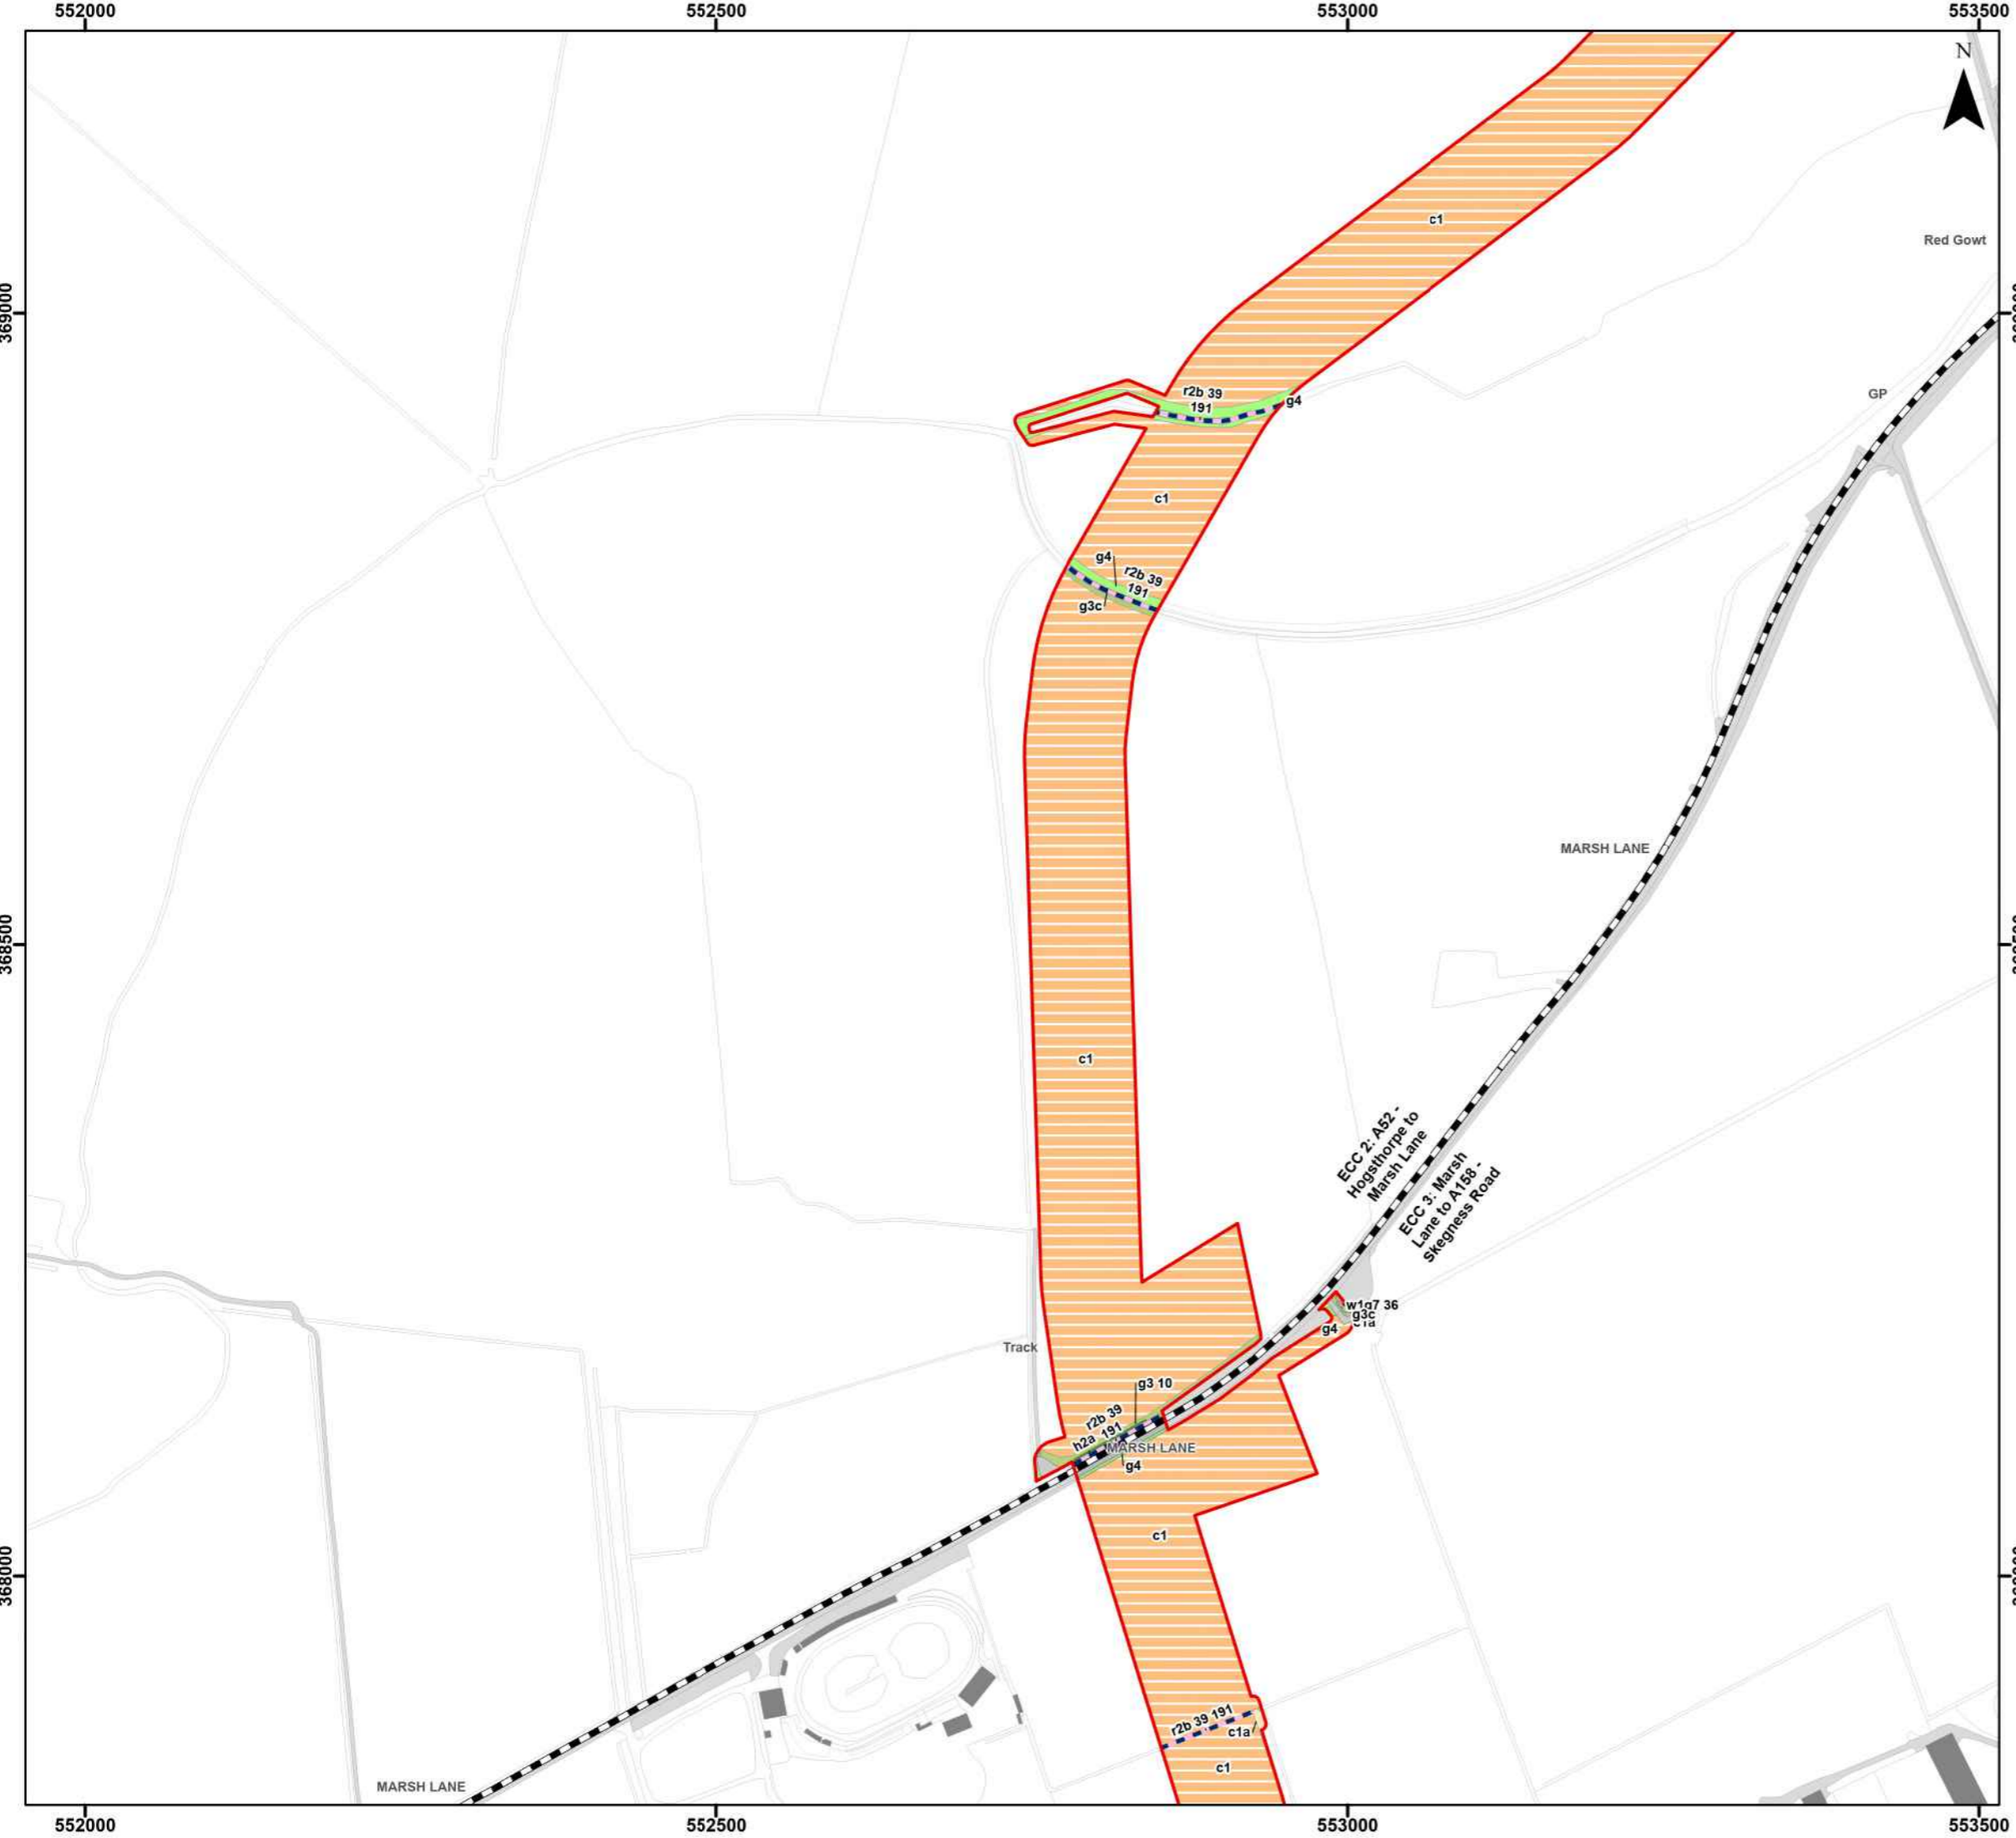 552000
552500
553000
553500
N
c1
Red Gowt
369000
GP
r2b 39
191
g4
c1
g4
r2b 39
191
g3c
MARSH LANE
368500
c1
ECC 2: A52 -
Hogsthorpe to
Marsh Lane
ECC 3: Marsh
Lane to A158 -
Skegness Road
w1g7 36
g3c
c1a
g4
Track
g3 10
r2b 39
h2a 191
MARSH LANE
g4
c1
368000
r2b 39 191
c1a
c1
MARSH LANE
552000
552500
553000
553500